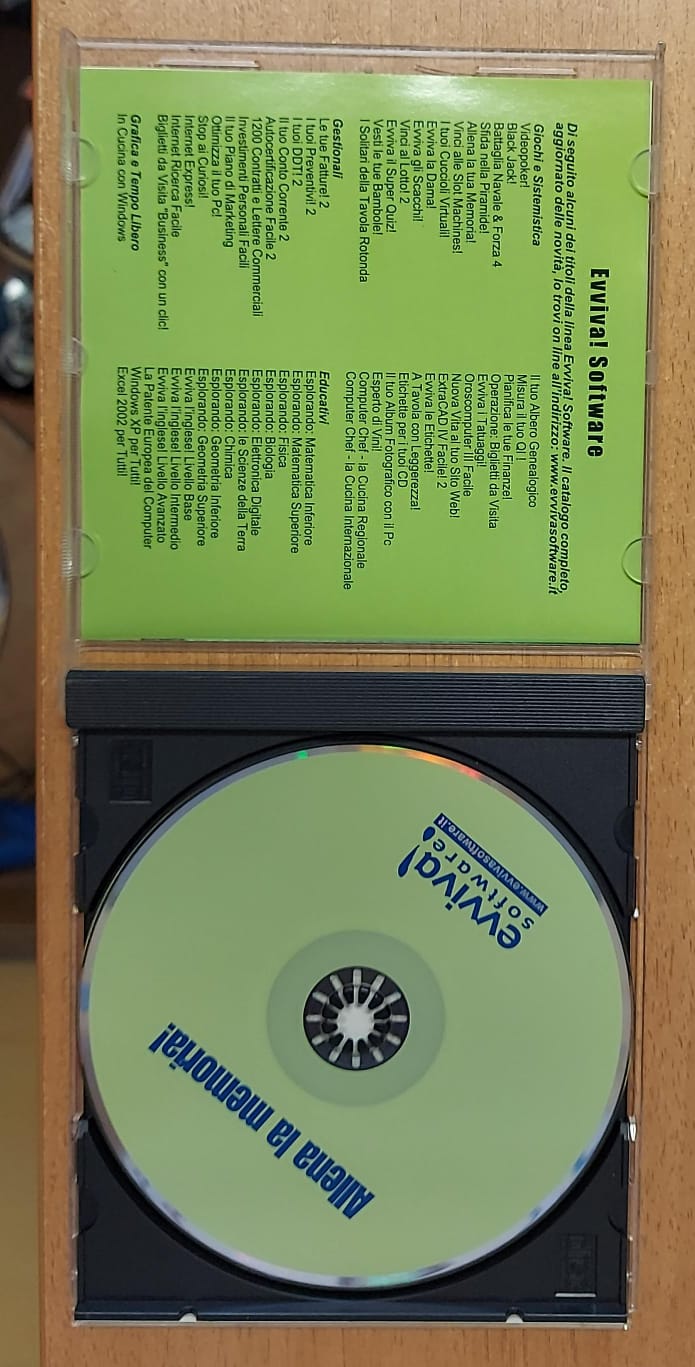 Evviva! Software
Di seguito alcuni dei titoli della linea Evviva! Software. Il catalogo completo,
aggiornato delle novità, lo trovi on line all'indirizzo: www.evvivasoftware.it
Giochi e Sistemistica
Videopoker!
Black Jack!
Battaglia Navale & Forza 4
Sfida nella Piramide!
Allena la tua Memoria!
Vinci alle Slot Machines!
I tuoi Cuccioli Virtuali!
Evviva la Dama!
Evviva gli Scacchi!
Vinci al Lotto! 2
Evviva il Super Quiz!
Vesti le tue Bambole!
I Solitari della Tavola Rotonda
Gestionali
Le tue Fatture! 2
I tuoi Preventivi! 2
I tuoi DDT! 2
Il tuo Conto Corrente 2
Autocertificazione Facile 2
1200 Contratti e Lettere Commerciali
Investimenti Personali Facili
Il tuo Piano di Marketing
Ottimizza il tuo Pc!
Stop ai Curiosi!
Internet Express!
Internet Ricerca Facile
Biglietti da Visita "Business" con un clic!
Grafica e Tempo Libero
In Cucina con Windows
Il tuo Albero Genealogico
Misura il tuo QI !
Pianifica le tue Finanze!
Operazione: Biglietti da Visita
Evviva i Tatuaggi!
Oroscomputer III Facile
Nuova Vita al tuo Sito Web!
ExtraCAD IV Facile! 2
Evviva le Etichette!
A Tavola con Leggerezza!
Etichette per i tuoi CD
Il tuo Album Fotografico con il Pc
Esperto di Vini!
Computer Chef - la Cucina Regionale
Computer Chef - la Cucina Internazionale
Educativi
Esplorando: Matematica Inferiore
Esplorando: Matematica Superiore
Esplorando: Fisica
Esplorando: Biologia
Esplorando: Elettronica Digitale
Esplorando: le Scienze della Terra
Esplorando: Chimica
Esplorando: Geometria Inferiore
Esplorando: Geometria Superiore
Evviva l'inglese! Livello Base
Evviva l'inglese! Livello Intermedio
Evviva l'inglese! Livello Avanzato
La Patente Europea del Computer
Windows XP per Tutti!
Excel 2002 per Tutti!
www.evvivasoftware.it
software!
evviva!
Allena la memoria!